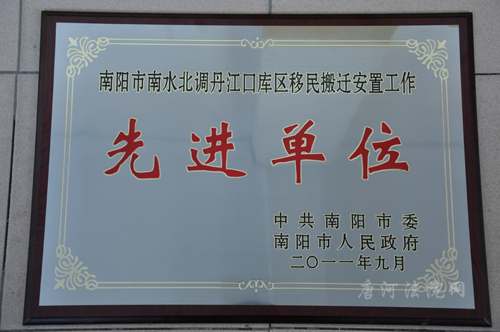 南阳市南水北调丹江口库区移民搬迁安置工作
先进单位
中共南阳市委
南阳市人民政府
二〇一一年九月
唐河法院网